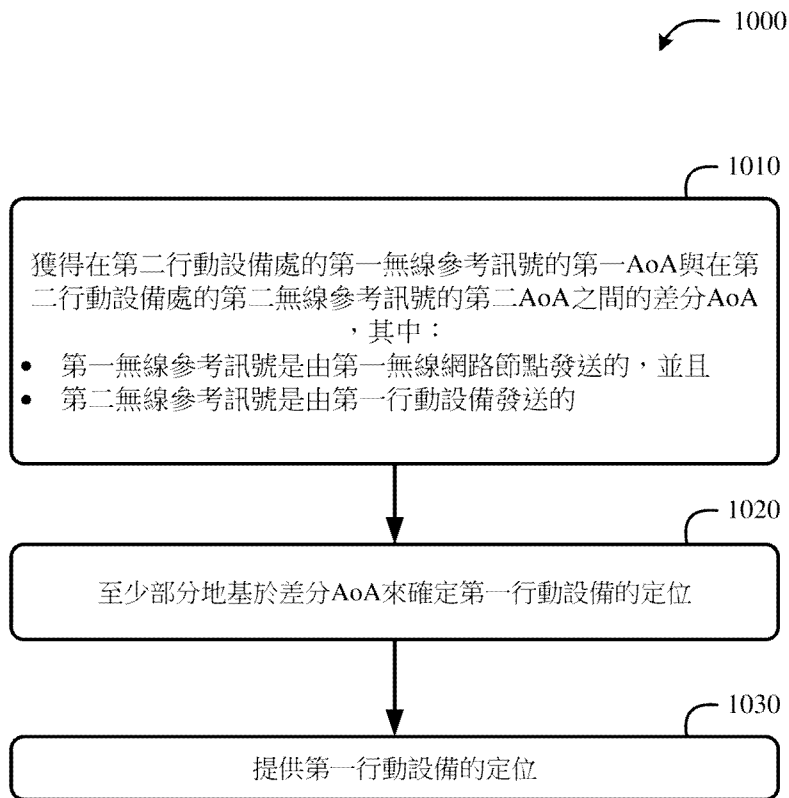 1000
1010
獲得在第二行動設備處的第一無線參考訊號的第一AoA與在第
二行動設備處的第二無線參考訊號的第二AoA之間的差分AoA
，其中：
• 第一無線參考訊號是由第一無線網路節點發送的，並且
• 第二無線參考訊號是由第一行動設備發送的
1020
至少部分地基於差分AoA來確定第一行動設備的定位
1030
提供第一行動設備的定位